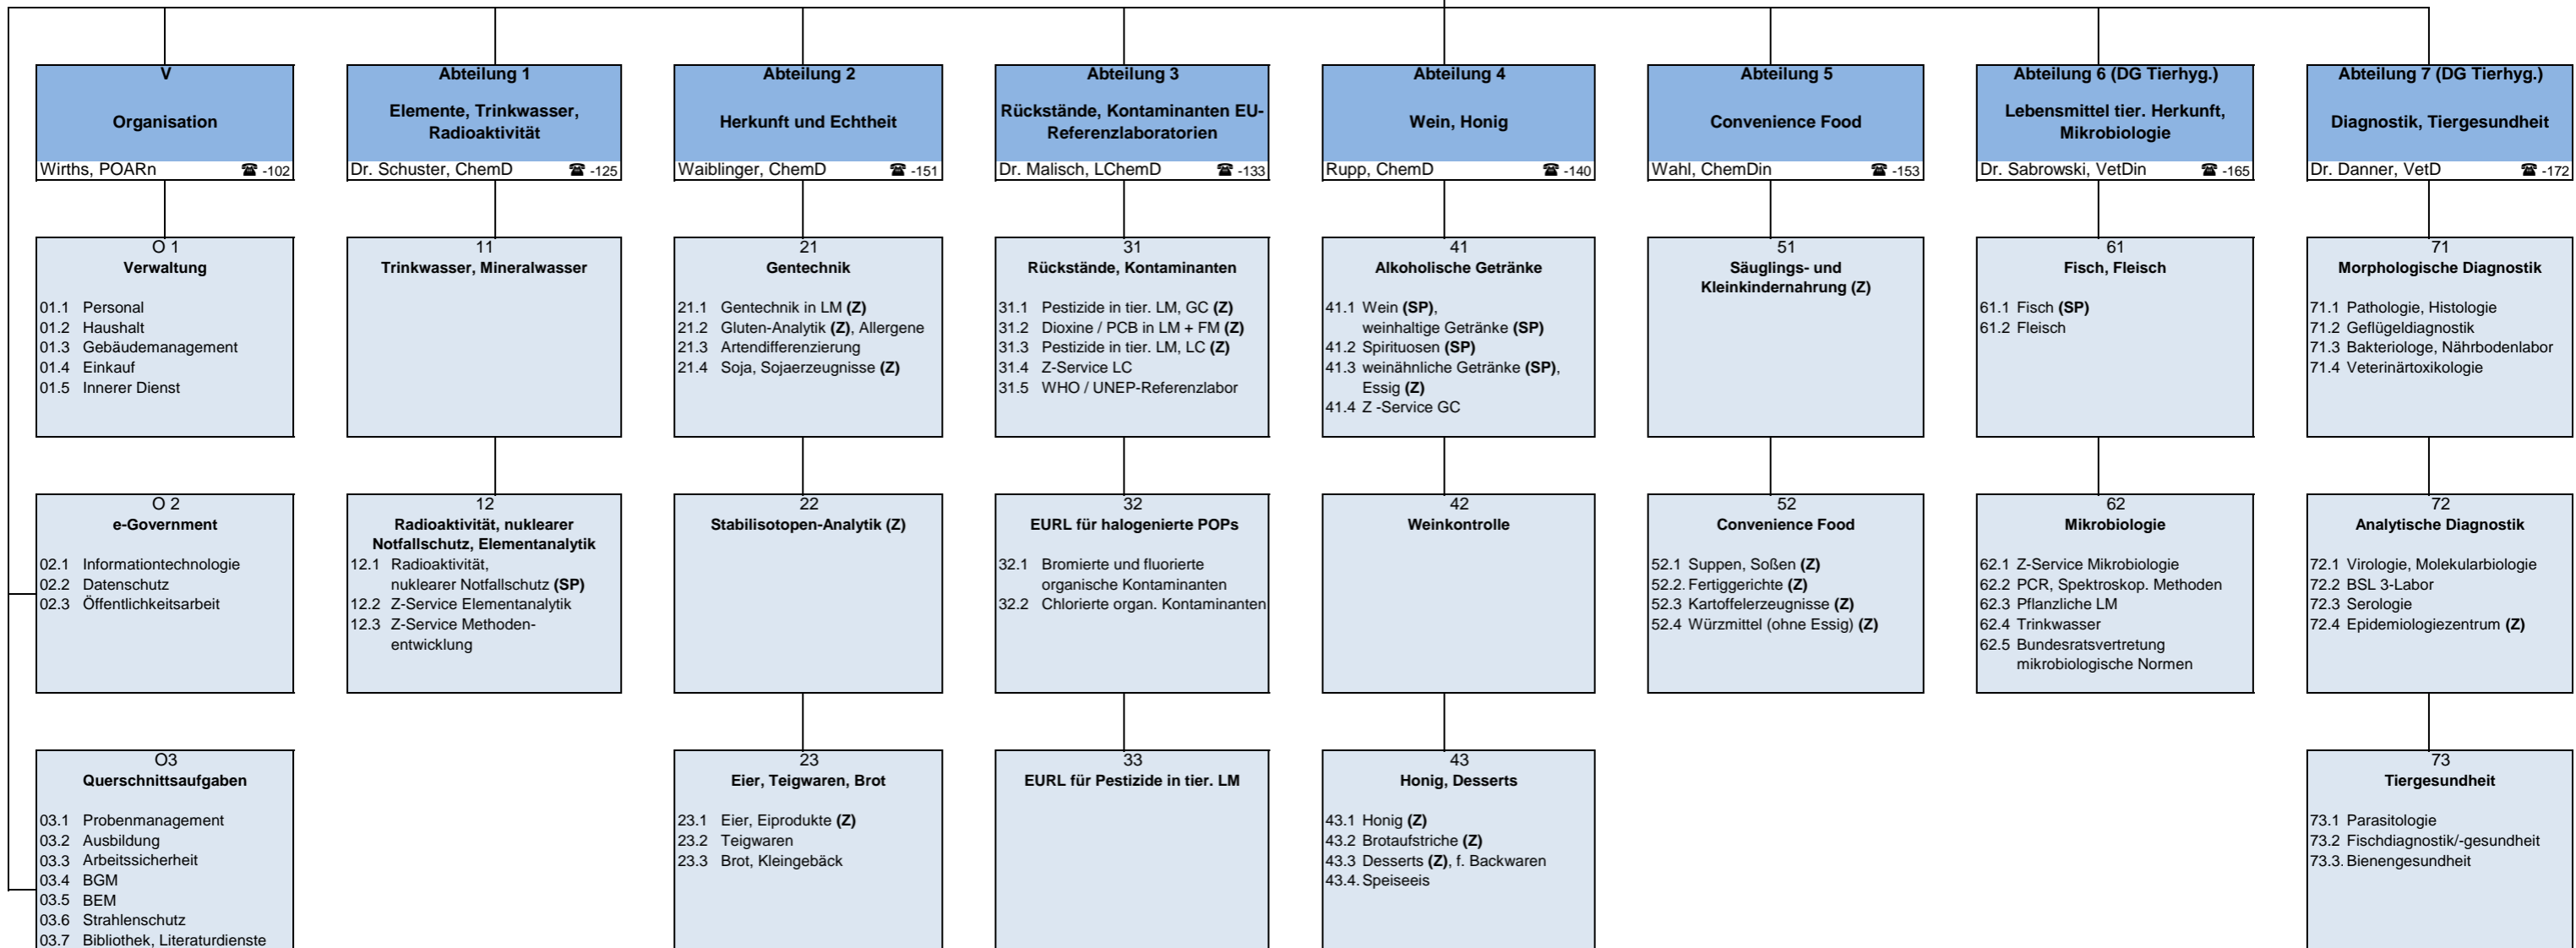 V
Organisation
Wirths, POARn ☎ -102
Abteilung 1
Elemente, Trinkwasser,
Radioaktivität
Dr. Schuster, ChemD ☎ -125
Abteilung 2
Herkunft und Echtheit
Waiblinger, ChemD ☎ -151
Abteilung 3
Rückstände, Kontaminanten EU-
Referenzlaboratorien
Dr. Malisch, LChemD ☎ -133
Abteilung 4
Wein, Honig
Rupp, ChemD ☎ -140
Abteilung 5
Convenience Food
Wahl, ChemDin ☎ -153
Abteilung 6 (DG Tierhyg.)
Lebensmittel tier. Herkunft,
Mikrobiologie
Dr. Sabrowski, VetDin ☎ -165
Abteilung 7 (DG Tierhyg.)
Diagnostik, Tiergesundheit
Dr. Danner, VetD ☎ -172
O 1
Verwaltung
01.1 Personal
01.2 Haushalt
01.3 Gebäudemanagement
01.4 Einkauf
01.5 Innerer Dienst
11
Trinkwasser, Mineralwasser
21
Gentechnik
21.1 Gentechnik in LM (Z)
21.2 Gluten-Analytik (Z), Allergene
21.3 Artendifferenzierung
21.4 Soja, Sojaerzeugnisse (Z)
31
Rückstände, Kontaminanten
31.1 Pestizide in tier. LM, GC (Z)
31.2 Dioxine / PCB in LM + FM (Z)
31.3 Pestizide in tier. LM, LC (Z)
31.4 Z-Service LC
31.5 WHO / UNEP-Referenzlabor
41
Alkoholische Getränke
41.1 Wein (SP),
weinhaltige Getränke (SP)
41.2 Spirituosen (SP)
41.3 weinähnliche Getränke (SP),
Essig (Z)
41.4 Z -Service GC
51
Säuglings- und
Kleinkindernahrung (Z)
61
Fisch, Fleisch
61.1 Fisch (SP)
61.2 Fleisch
71
Morphologische Diagnostik
71.1 Pathologie, Histologie
71.2 Geflügeldiagnostik
71.3 Bakteriologe, Nährbodenlabor
71.4 Veterinärtoxikologie
O 2
e-Government
02.1 Informationtechnologie
02.2 Datenschutz
02.3 Öffentlichkeitsarbeit
12
Radioaktivität, nuklearer
Notfallschutz, Elementanalytik
12.1 Radioaktivität,
nuklearer Notfallschutz (SP)
12.2 Z-Service Elementanalytik
12.3 Z-Service Methoden-
entwicklung
22
Stabilisotopen-Analytik (Z)
32
EURL für halogenierte POPs
32.1 Bromierte und fluorierte
organische Kontaminanten
32.2 Chlorierte organ. Kontaminanten
42
Weinkontrolle
52
Convenience Food
52.1 Suppen, Soßen (Z)
52.2. Fertiggerichte (Z)
52.3 Kartoffelerzeugnisse (Z)
52.4 Würzmittel (ohne Essig) (Z)
62
Mikrobiologie
62.1 Z-Service Mikrobiologie
62.2 PCR, Spektroskop. Methoden
62.3 Pflanzliche LM
62.4 Trinkwasser
62.5 Bundesratsvertretung
mikrobiologische Normen
72
Analytische Diagnostik
72.1 Virologie, Molekularbiologie
72.2 BSL 3-Labor
72.3 Serologie
72.4 Epidemiologiezentrum (Z)
O3
Querschnittsaufgaben
03.1 Probenmanagement
03.2 Ausbildung
03.3 Arbeitssicherheit
03.4 BGM
03.5 BEM
03.6 Strahlenschutz
03.7 Bibliothek, Literaturdienste
23
Eier, Teigwaren, Brot
23.1 Eier, Eiprodukte (Z)
23.2 Teigwaren
23.3 Brot, Kleingebäck
33
EURL für Pestizide in tier. LM
43
Honig, Desserts
43.1 Honig (Z)
43.2 Brotaufstriche (Z)
43.3 Desserts (Z), f. Backwaren
43.4. Speiseeis
73
Tiergesundheit
73.1 Parasitologie
73.2 Fischdiagnostik/-gesundheit
73.3. Bienengesundheit